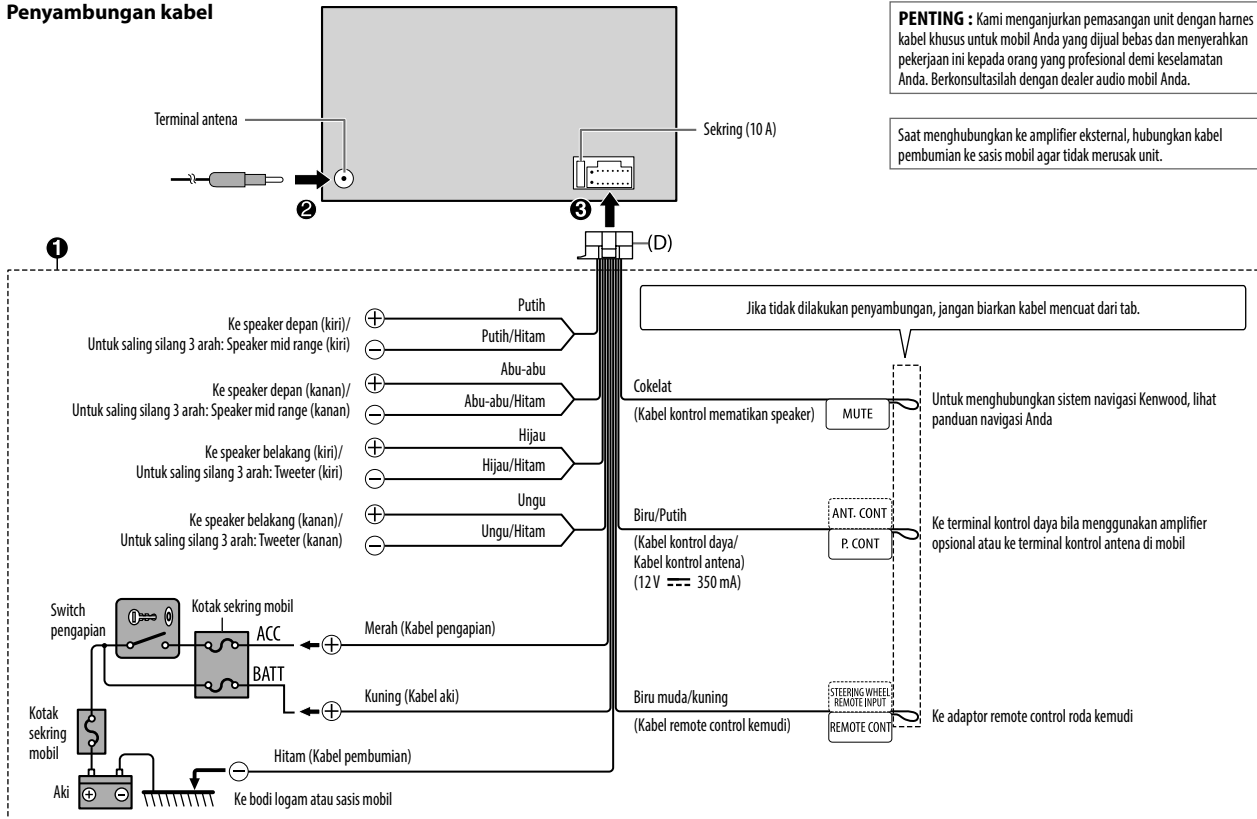 Penyambungan kabel
PENTING : Kami menganjurkan pemasangan unit dengan harnes
kabel khusus untuk mobil Anda yang dijual bebas dan menyerahkan
pekerjaan ini kepada orang yang profesional demi keselamatan
Anda. Berkonsultasilah dengan dealer audio mobil Anda.
Saat menghubungkan ke amplifier eksternal, hubungkan kabel
pembumian ke sasis mobil agar tidak merusak unit.
Terminal antena
Sekring (10 A)
2
3
(D)
1
Putih
Ke speaker depan (kiri)/
Untuk saling silang 3 arah: Speaker mid range (kiri)
Putih/Hitam
Abu-abu
Ke speaker depan (kanan)/
Untuk saling silang 3 arah: Speaker mid range (kanan)
Abu-abu/Hitam
Hijau
Ke speaker belakang (kiri)/
Untuk saling silang 3 arah: Tweeter (kiri)
Hijau/Hitam
Ungu
Ke speaker belakang (kanan)/
Untuk saling silang 3 arah: Tweeter (kanan)
Ungu/Hitam
Jika tidak dilakukan penyambungan, jangan biarkan kabel mencuat dari tab.
Cokelat
(Kabel kontrol mematikan speaker)
MUTE
Untuk menghubungkan sistem navigasi Kenwood, lihat
panduan navigasi Anda
Biru/Putih
(Kabel kontrol daya/
Kabel kontrol antena)
(12 V ⎓ 350 mA)
ANT. CONT
P. CONT
Ke terminal kontrol daya bila menggunakan amplifier
opsional atau ke terminal kontrol antena di mobil
Switch
pengapian
Kotak sekring mobil
ACC
Merah (Kabel pengapian)
BATT
Kuning (Kabel aki)
Biru muda/kuning
(Kabel remote control kemudi)
STEERING WHEEL
REMOTE INPUT
REMOTE CONT
Ke adaptor remote control roda kemudi
Kotak
sekring
mobil
Hitam (Kabel pembumian)
Aki
Ke bodi logam atau sasis mobil